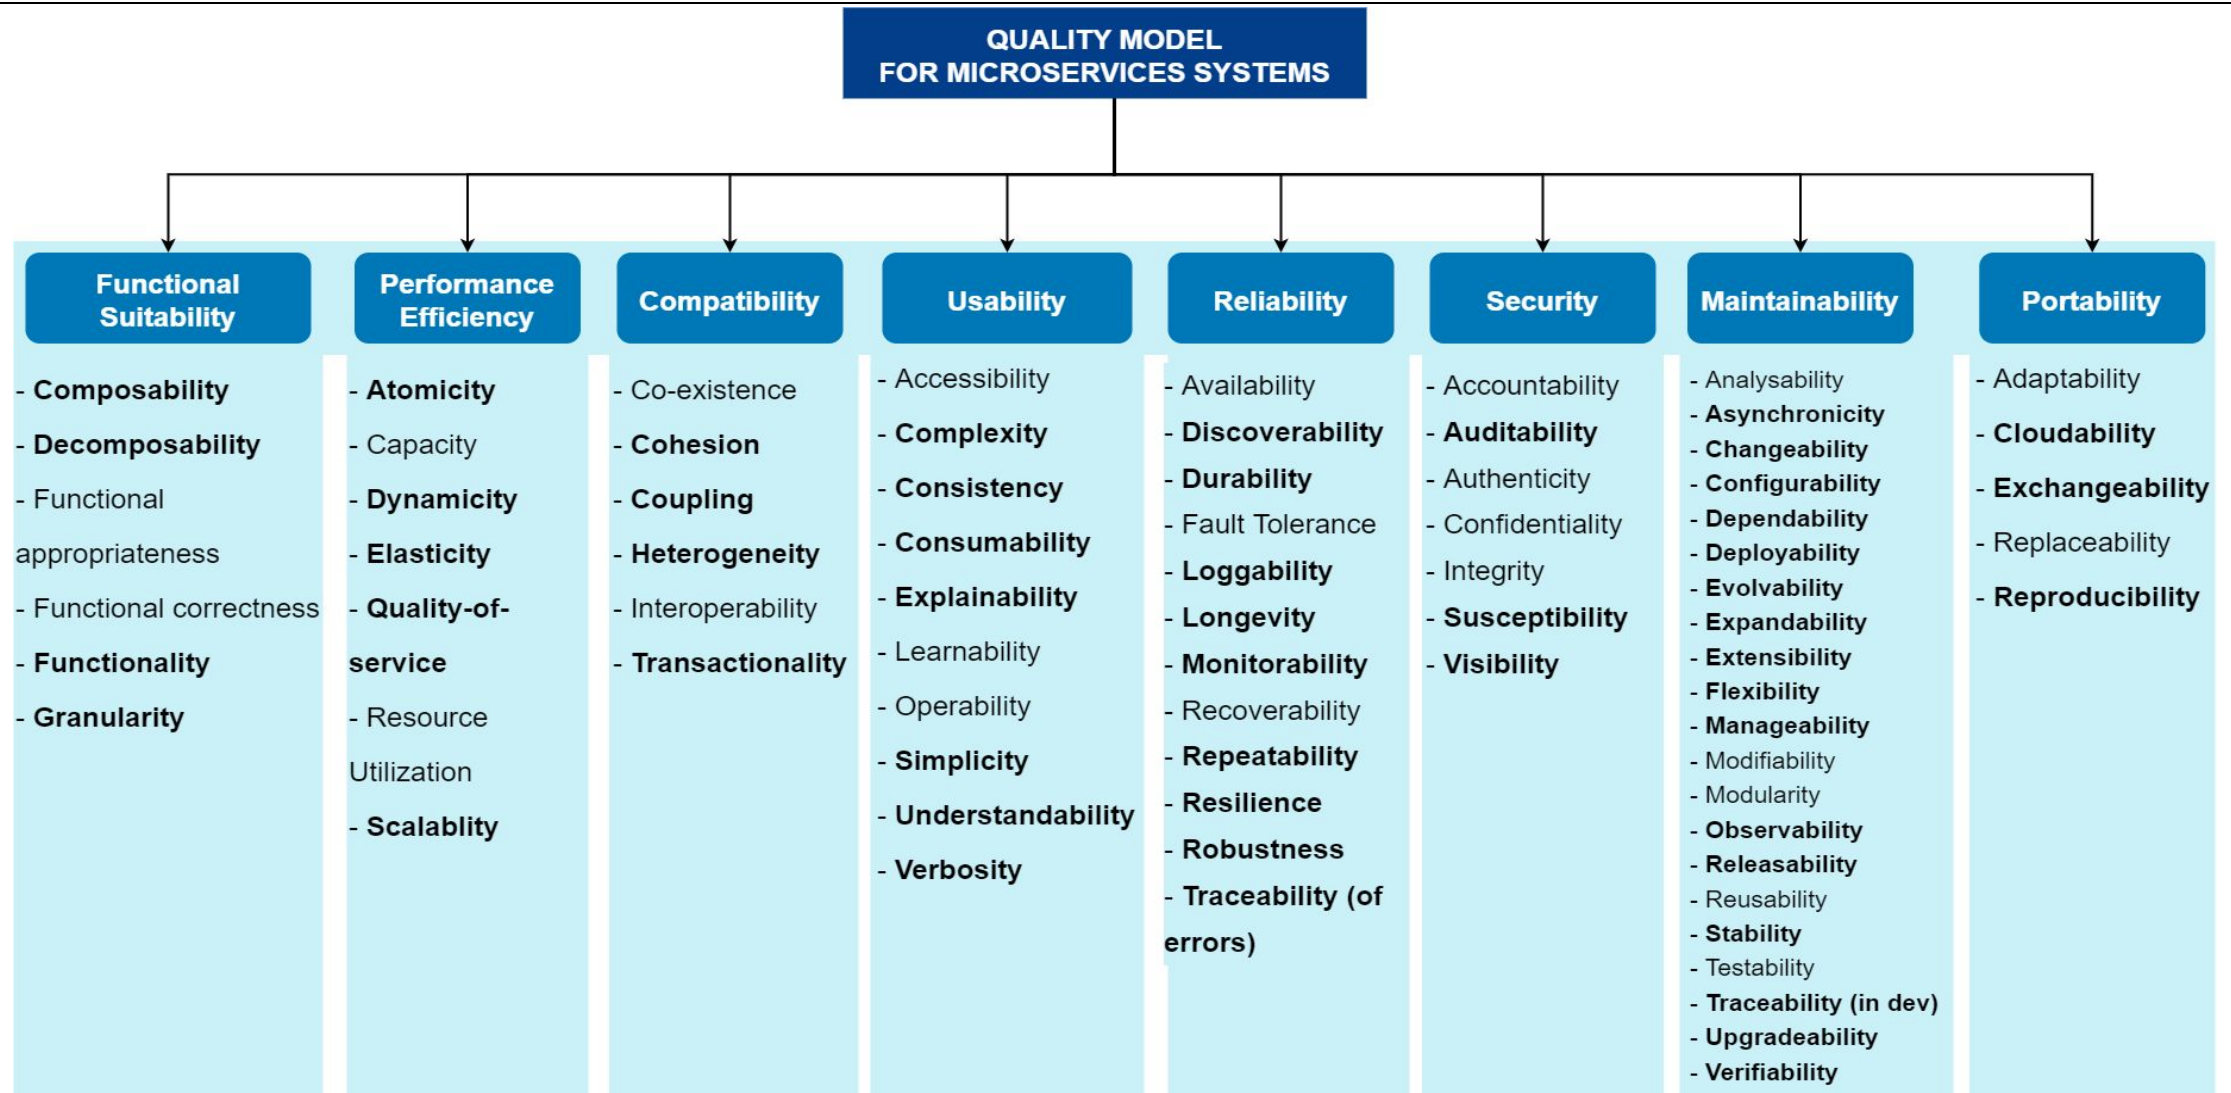 QUALITY MODEL
FOR MICROSERVICES SYSTEMS
Functional
Suitability
- Composability
- Decomposability
- Functional
appropriateness
- Functional correctness
- Functionality
- Granularity
Performance
Efficiency
- Atomicity
- Capacity
- Dynamicity
- Elasticity
- Quality-of-
service
- Resource
Utilization
- Scalablity
Compatibility
- Co-existence
- Cohesion
- Coupling
- Heterogeneity
- Interoperability
- Transactionality
Usability
- Accessibility
- Complexity
- Consistency
- Consumability
- Explainability
- Learnability
- Operability
- Simplicity
- Understandability
- Verbosity
Reliability
- Availability
- Discoverability
- Durability
- Fault Tolerance
- Loggability
- Longevity
- Monitorability
- Recoverability
- Repeatability
- Resilience
- Robustness
- Traceability (of
errors)
Security
- Accountability
- Auditability
- Authenticity
- Confidentiality
- Integrity
- Susceptibility
- Visibility
Maintainability
- Analysability
- Asynchronicity
- Changeability
- Configurability
- Dependability
- Deployability
- Evolvability
- Expandability
- Extensibility
- Flexibility
- Manageability
- Modifiability
- Modularity
- Observability
- Releasability
- Reusability
- Stability
- Testability
- Traceability (in dev)
- Upgradeability
- Verifiability
Portability
- Adaptability
- Cloudability
- Exchangeability
- Replaceability
- Reproducibility